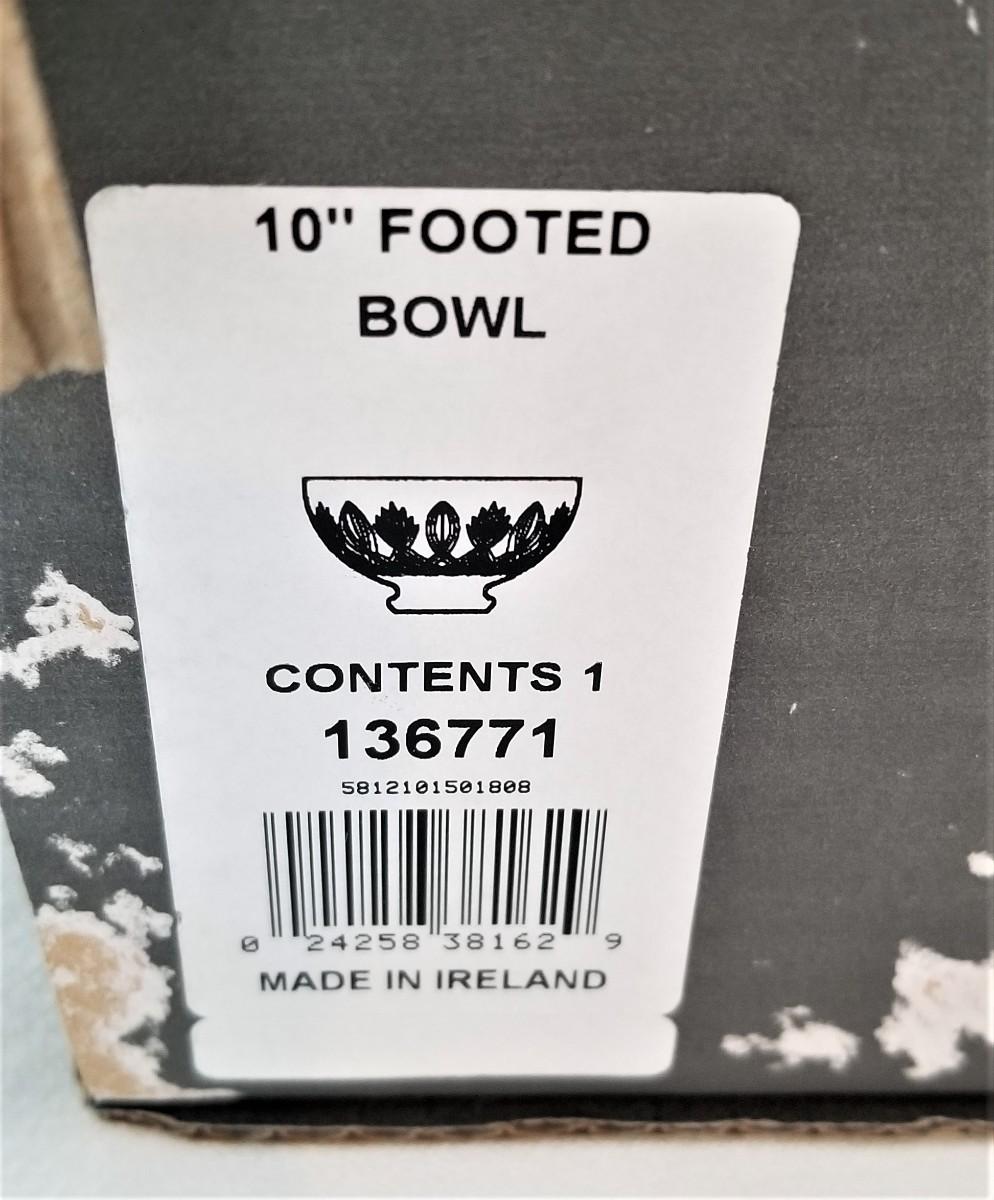 10" FOOTED
BOWL
CONTENTS 1
136771
5812101501808
0 24258 38162 9
MADE IN IRELAND